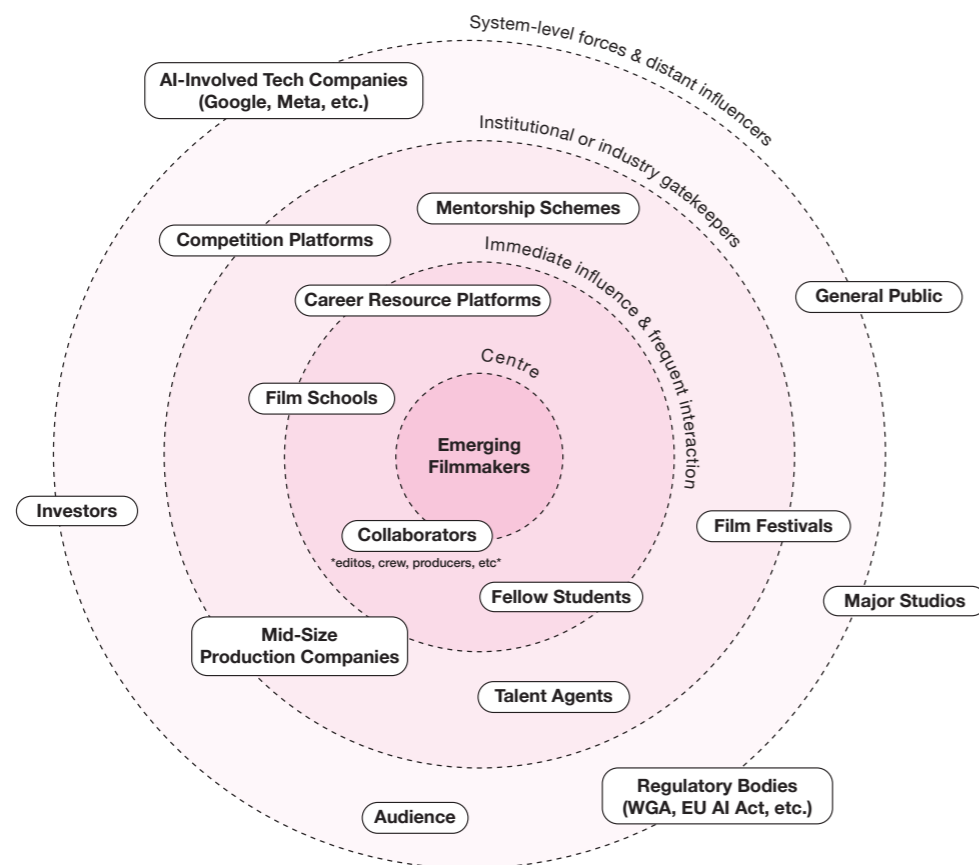 System-level forces & distant influencers
AI-Involved Tech Companies
(Google, Meta, etc.)
Institutional or industry gatekeepers
Mentorship Schemes
Competition Platforms
Immediate influence & frequent interaction
Career Resource Platforms
General Public
Centre
Film Schools
Emerging
Filmmakers
Investors
Film Festivals
Collaborators
*editos, crew, producers, etc*
Fellow Students
Major Studios
Mid-Size
Production Companies
Talent Agents
Regulatory Bodies
(WGA, EU AI Act, etc.)
Audience